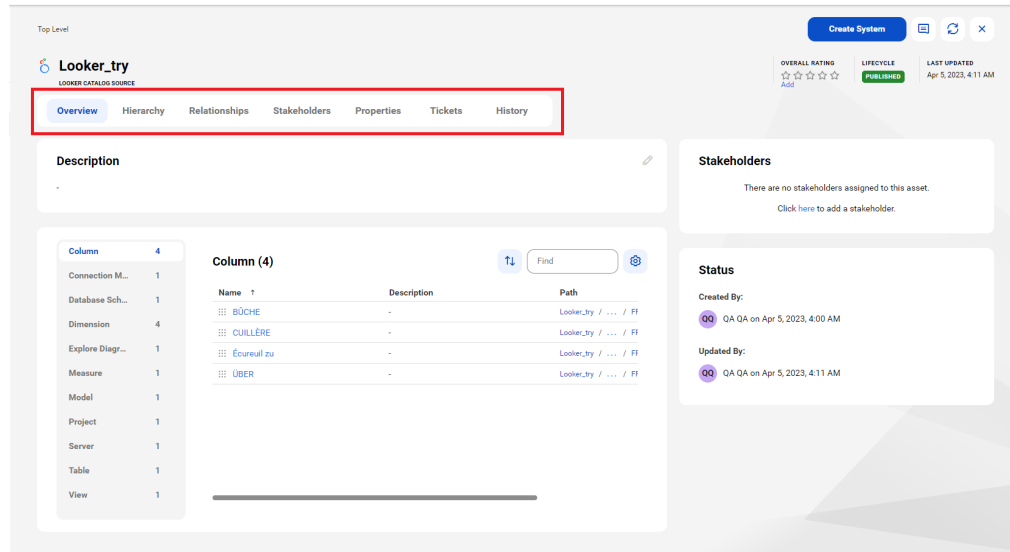 Top Level
Create System
Looker_try
LOOKER CATALOG SOURCE
OVERALL RATING
Add
LIFECYCLE
PUBLISHED
LAST UPDATED
Apr 5, 2023, 4:11 AM
Overview Hierarchy Relationships Stakeholders Properties Tickets History
Description
-
Stakeholders
There are no stakeholders assigned to this asset.
Click here to add a stakeholder.
Column 4
Connection M... 1
Database Sch... 1
Dimension 4
Explore Diagr... 1
Measure 1
Model 1
Project 1
Server 1
Table 1
View 1
Column (4)
Find
Name ↑ Description Path
BÛCHE - Looker_try / ... / FF
CUILLÈRE - Looker_try / ... / FF
Écureuil zu - Looker_try / ... / FF
ÜBER - Looker_try / ... / FF
Status
Created By:
QQ QA QA on Apr 5, 2023, 4:00 AM
Updated By:
QQ QA QA on Apr 5, 2023, 4:11 AM